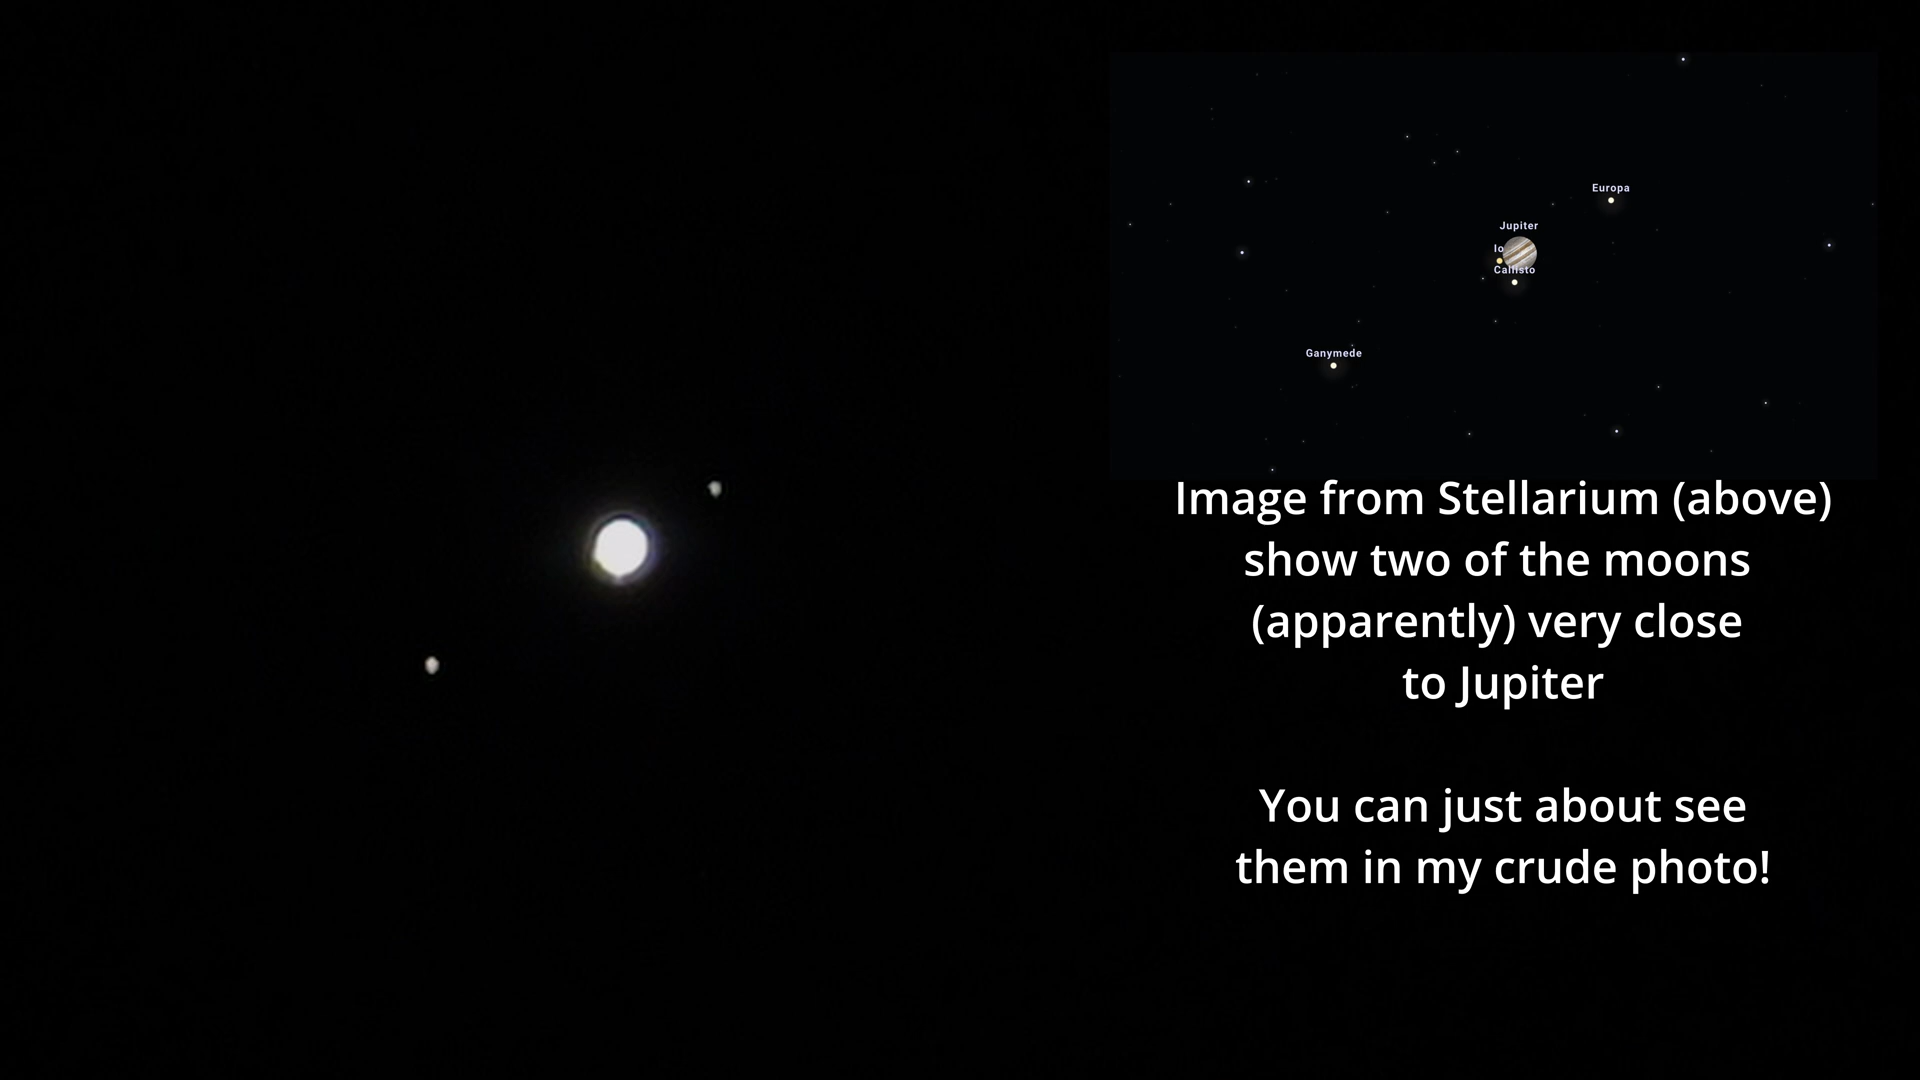 Europa
Jupiter
Io
Callisto
Ganymede
Image from Stellarium (above)
show two of the moons
(apparently) very close
to Jupiter
You can just about see
them in my crude photo!